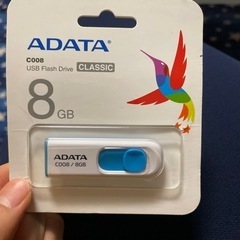 ADATA
C008
USB Flash Drive
CLASSIC
8
GB
ADATA
C008 / 8GB